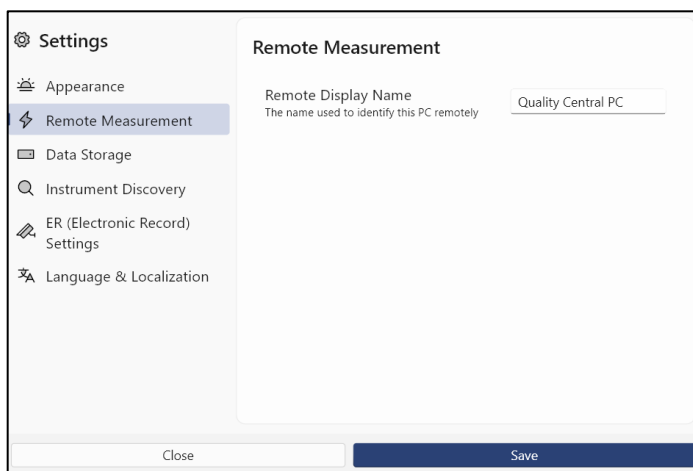 Settings
Appearance
Remote Measurement
Data Storage
Instrument Discovery
ER (Electronic Record)
Settings
Language & Localization
Remote Measurement
Remote Display Name
The name used to identify this PC remotely
Quality Central PC
Close
Save